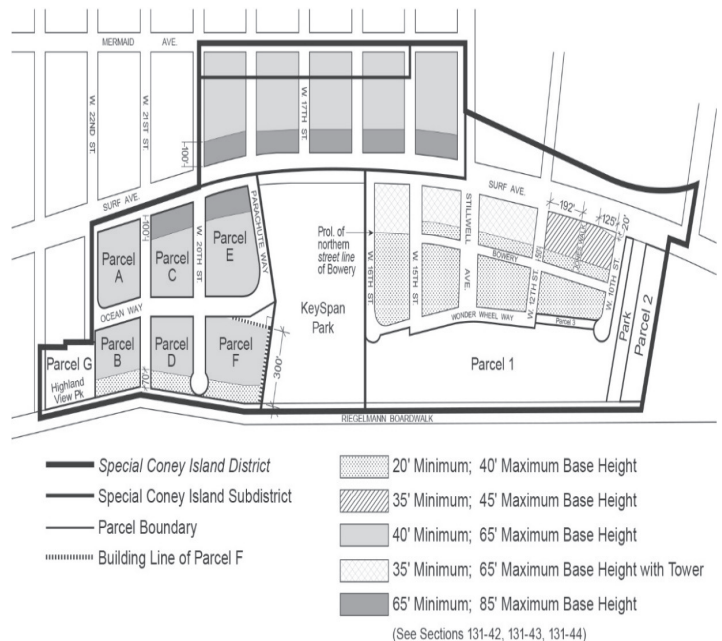 MERMAID AVE.
W. 22ND ST.
W. 21ST ST.
W. 17TH ST.
100'
SURF AVE.
SURF AVE.
192'
125'
20'
100'
PARACHUTE WAY
STILLWELL AVE.
Parcel A
Parcel C
W. 20TH ST.
Parcel E
Prol. of
northern
street line
of Bowery
W. 16TH ST.
W. 15TH ST.
BOWERY
50'
W. 12TH ST.
W. 10TH ST.
OCEAN WAY
KeySpan
Park
WONDER WHEEL WAY
Parcel 3
Park
Parcel 2
Parcel G
Highland
View Pk
Parcel B
70'
Parcel D
Parcel F
300'
Parcel 1
RIEGELMANN BOARDWALK
Special Coney Island District
Special Coney Island Subdistrict
Parcel Boundary
Building Line of Parcel F
20' Minimum; 40' Maximum Base Height
35' Minimum; 45' Maximum Base Height
40' Minimum; 65' Maximum Base Height
35' Minimum; 65' Maximum Base Height with Tower
65' Minimum; 85' Maximum Base Height
(See Sections 131-42, 131-43, 131-44)